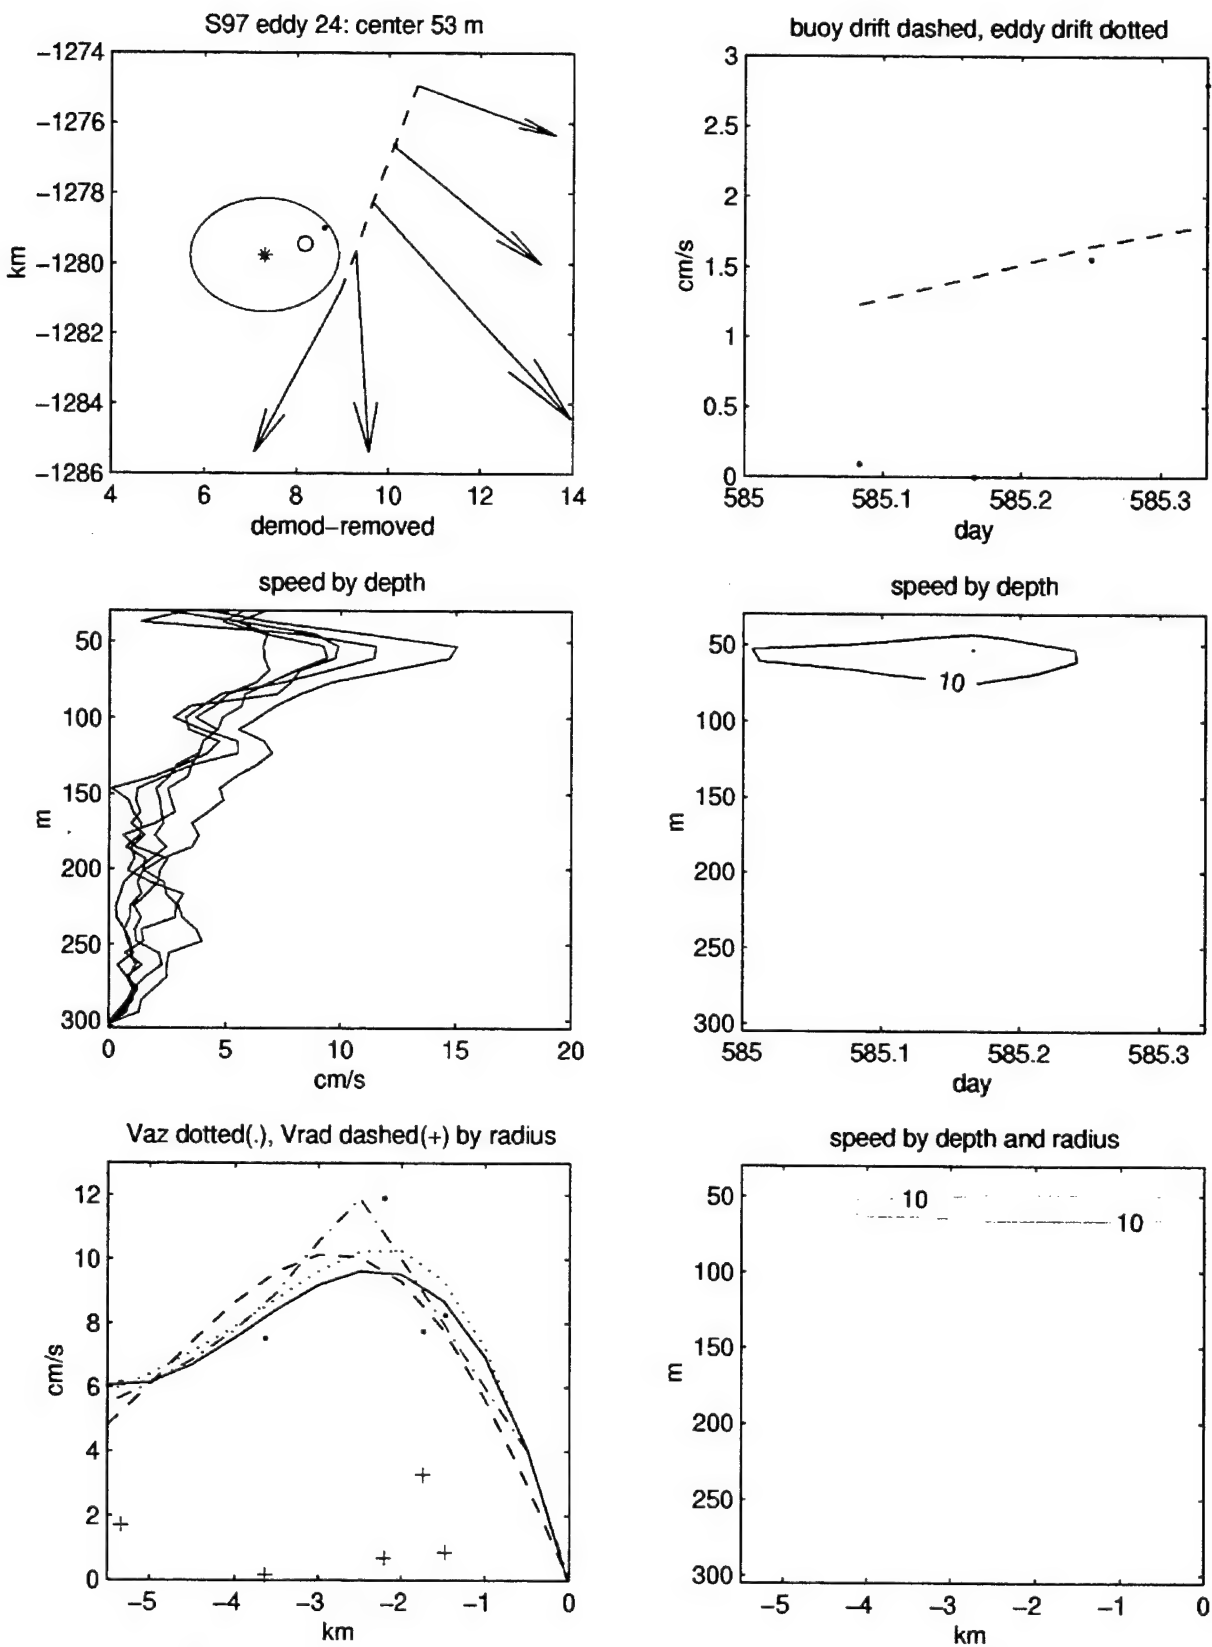 S97 eddy 24: center 53 m
−1274
−1276
−1278
−1280
−1282
−1284
−1286
km
4 6 8 10 12 14
demod−removed
buoy drift dashed, eddy drift dotted
3
2.5
2
1.5
1
0.5
0
cm/s
585 585.1 585.2 585.3
day
speed by depth
50
100
150
200
250
300
m
0 5 10 15 20
cm/s
speed by depth
50
100
150
200
250
300
m
10
585 585.1 585.2 585.3
day
Vaz dotted(.), Vrad dashed(+) by radius
12
10
8
6
4
2
0
cm/s
−5 −4 −3 −2 −1 0
km
speed by depth and radius
50
100
150
200
250
300
m
10
10
−5 −4 −3 −2 −1 0
km